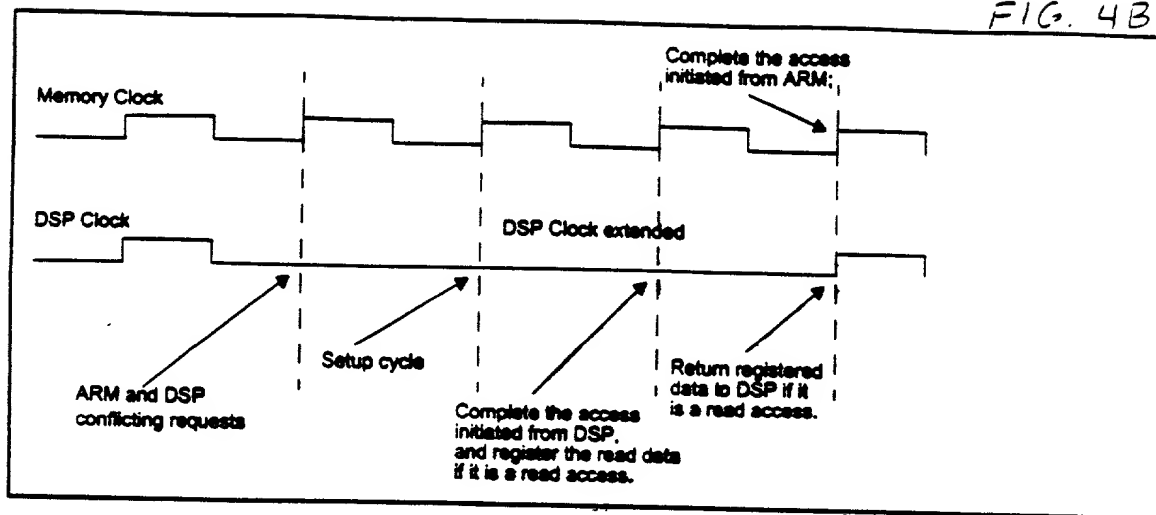 FIG. 4B
Complete the access
initiated from ARM;
Memory Clock
DSP Clock
DSP Clock extended
Setup cycle
ARM and DSP
conflicting requests
Complete the access
initiated from DSP,
and register the read data
if it is a read access.
Return registered
data to DSP if it
is a read access.